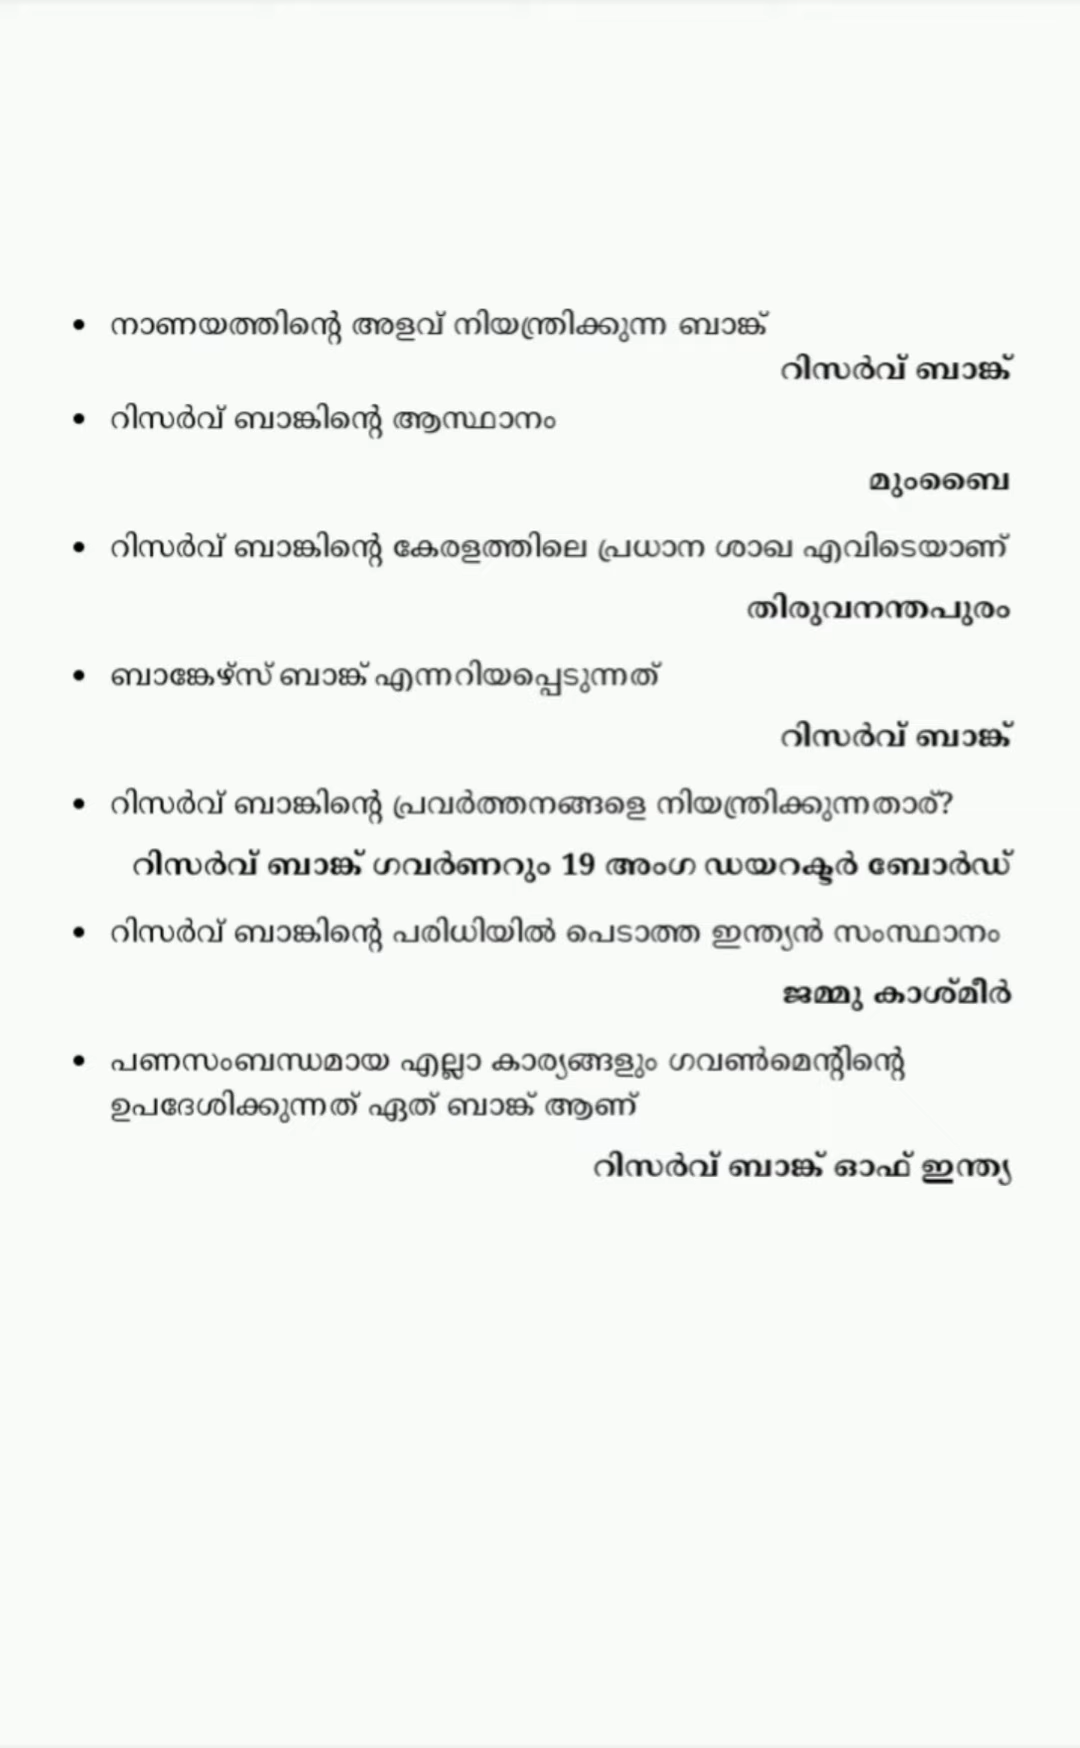 • നാണയത്തിന്റെ അളവ് നിയന്ത്രിക്കുന്ന ബാങ്ക്
റിസർവ് ബാങ്ക്
• റിസർവ് ബാങ്കിന്റെ ആസ്ഥാനം
മുംബൈ
• റിസർവ് ബാങ്കിന്റെ കേരളത്തിലെ പ്രധാന ശാഖ എവിടെയാണ്
തിരുവനന്തപുരം
• ബാങ്കേഴ്സ് ബാങ്ക് എന്നറിയപ്പെടുന്നത്
റിസർവ് ബാങ്ക്
• റിസർവ് ബാങ്കിന്റെ പ്രവർത്തനങ്ങളെ നിയന്ത്രിക്കുന്നതാര്?
റിസർവ് ബാങ്ക് ഗവർണറും 19 അംഗ ഡയറക്ടർ ബോർഡ്
• റിസർവ് ബാങ്കിന്റെ പരിധിയിൽ പെടാത്ത ഇന്ത്യൻ സംസ്ഥാനം
ജമ്മു കാശ്മീർ
• പണസംബന്ധമായ എല്ലാ കാര്യങ്ങളും ഗവൺമെന്റിന്റെ
ഉപദേശിക്കുന്നത് ഏത് ബാങ്ക് ആണ്
റിസർവ് ബാങ്ക് ഓഫ് ഇന്ത്യ